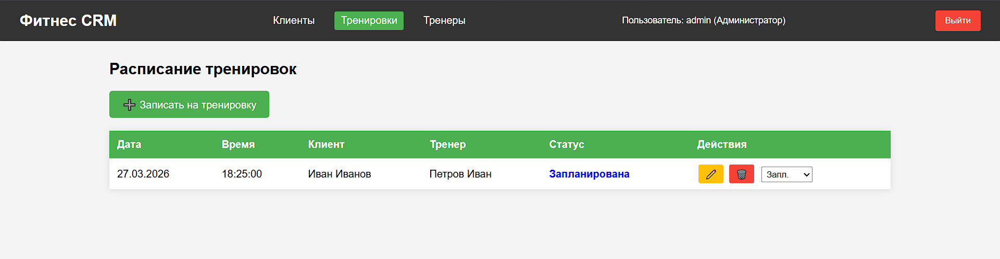 Фитнес CRM Клиенты Тренировки Тренеры Пользователь: admin (Администратор) Выйти
Расписание тренировок
Записать на тренировку
Дата Время Клиент Тренер Статус Действия
27.03.2026 18:25:00 Иван Иванов Петров Иван Запланирована Запл.